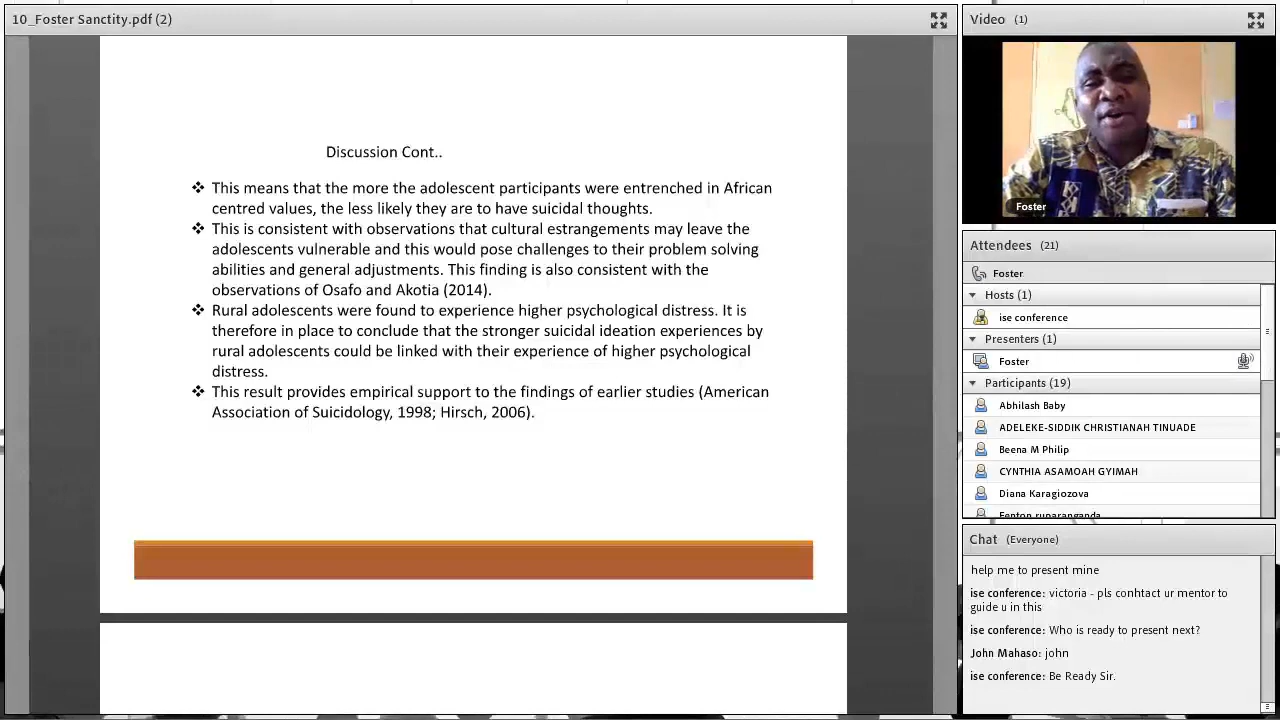 10_Foster Sanctity.pdf (2)
Discussion Cont..
❖ This means that the more the adolescent participants were entrenched in African
centred values, the less likely they are to have suicidal thoughts.
❖ This is consistent with observations that cultural estrangements may leave the
adolescents vulnerable and this would pose challenges to their problem solving
abilities and general adjustments. This finding is also consistent with the
observations of Osafo and Akotia (2014).
❖ Rural adolescents were found to experience higher psychological distress. It is
therefore in place to conclude that the stronger suicidal ideation experiences by
rural adolescents could be linked with their experience of higher psychological
distress.
❖ This result provides empirical support to the findings of earlier studies (American
Association of Suicidology, 1998; Hirsch, 2006).
Video (1)
Foster
Attendees (21)
Foster
Hosts (1)
ise conference
Presenters (1)
Foster
Participants (19)
Abhilash Baby
ADELEKE-SIDDIK CHRISTIANAH TINUADE
Beena M Philip
CYNTHIA ASAMOAH GYIMAH
Diana Karagiozova
Fenton ruparanganda
Chat (Everyone)
help me to present mine
ise conference: victoria - pls conhtact ur mentor to
guide u in this
ise conference: Who is ready to present next?
John Mahaso: john
ise conference: Be Ready Sir.